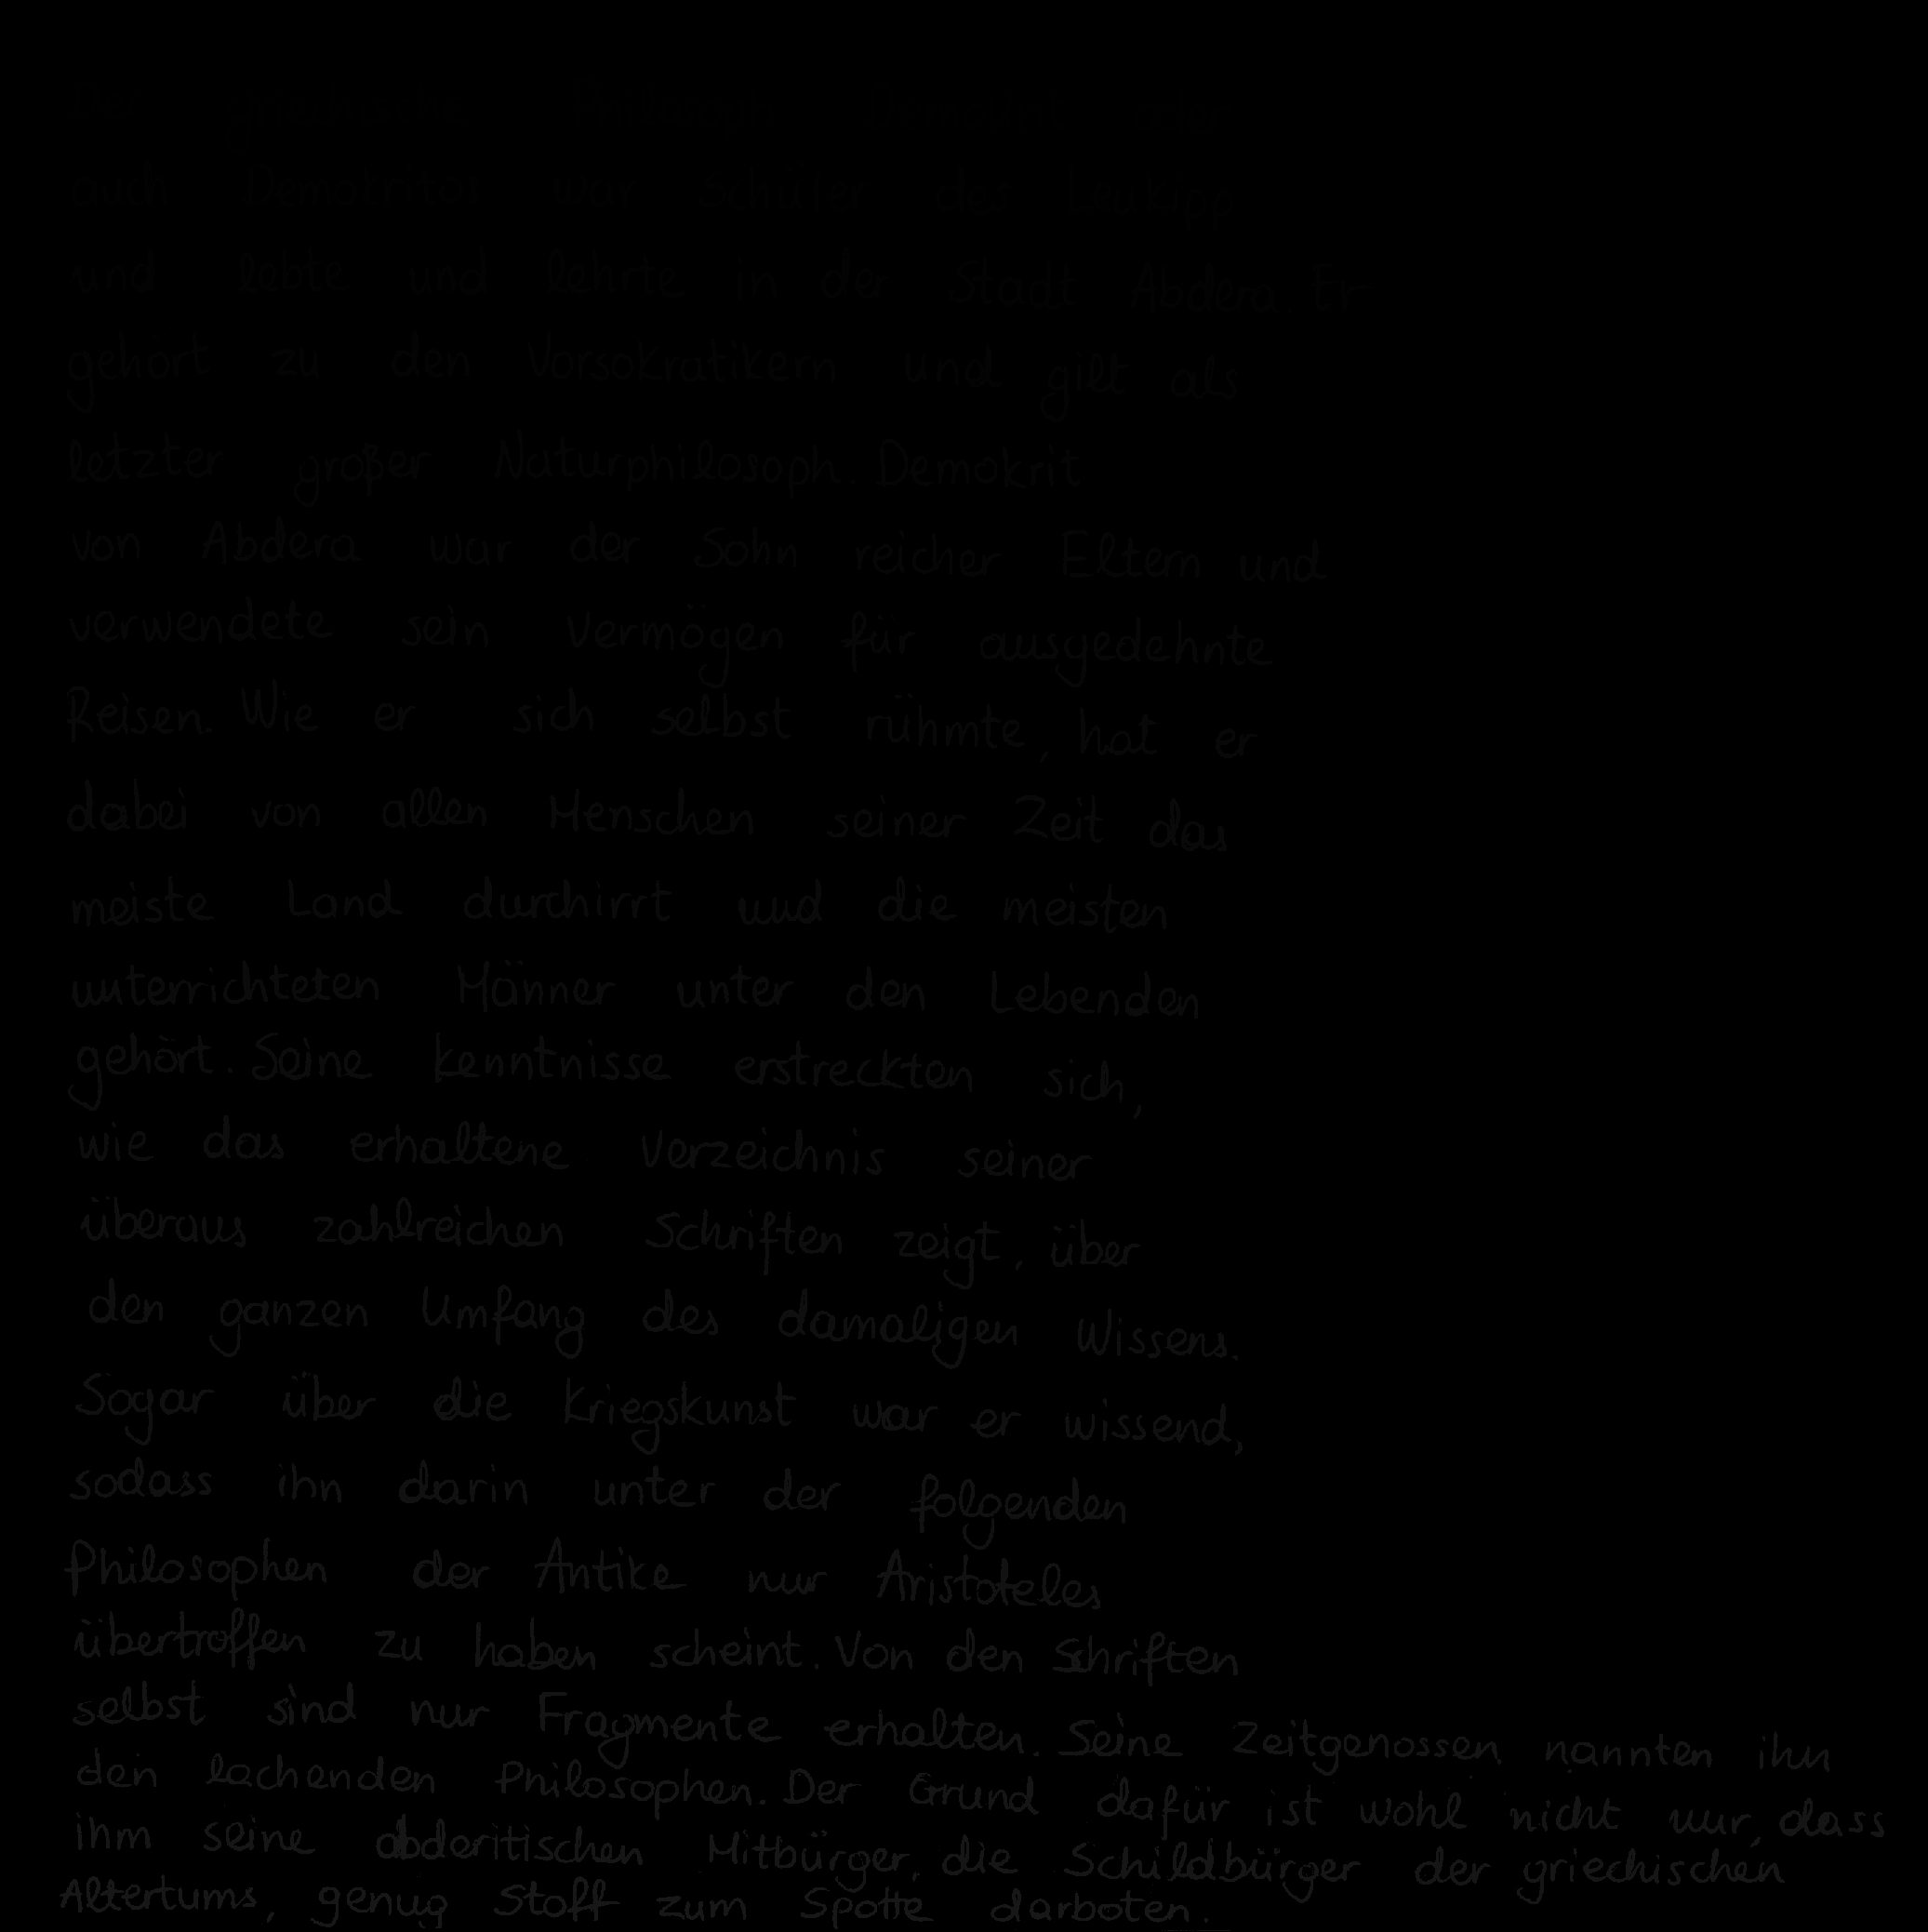 griechische Philosoph Demokrit oder
auch Demokritos war Schüler des Leukipp
und lebte und lehrte in der Stadt Abdera. Er
gehört zu den Vorsokratikern und gilt als
letzter großer Naturphilosoph. Demokrit
von Abdera war der Sohn reicher Eltern und
verwendete sein Vermögen für ausgedehnte
Reisen. Wie er sich selbst rühmte, hat er
dabei von allen Menschen seiner Zeit das
meiste Land durchirrt und die meisten
unterrichteten Männer unter den Lebenden
gehört. Seine Kenntnisse erstreckten sich,
wie das erhaltene Verzeichnis seiner
überaus zahlreichen Schriften zeigt, über
den ganzen Umfang des damaligen Wissens.
Sogar über die Kriegskunst war er wissend,
sodass ihn darin unter der folgenden
Philosophen der Antike nur Aristoteles
übertroffen zu haben scheint. Von den Schriften
selbst sind nur Fragmente erhalten. Seine Zeitgenossen nannten ihn
den lachenden Philosophen. Der Grund dafür ist wohl nicht nur, dass
ihm seine abderitischen Mitbürger, die Schildbürger der griechischen
Altertums, genug Stoff zum Spotte darboten.